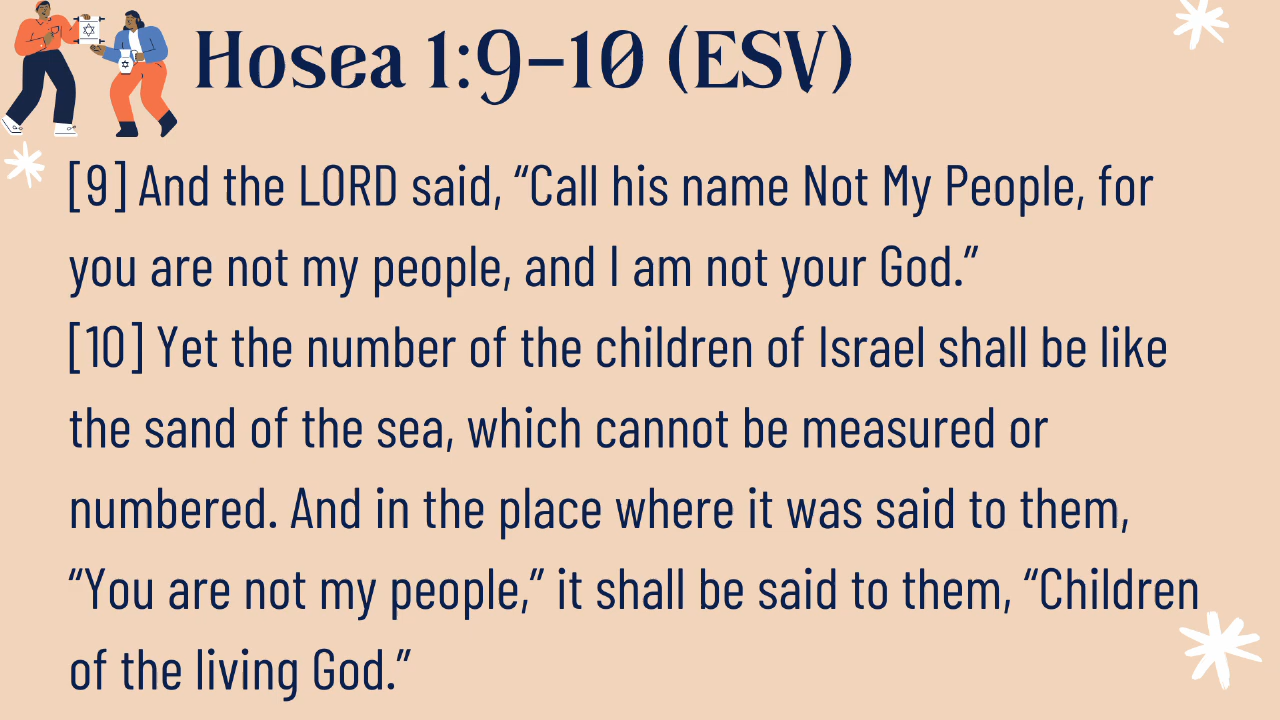 Hosea 1:9–10 (ESV)
[9] And the LORD said, “Call his name Not My People, for
you are not my people, and I am not your God.”
[10] Yet the number of the children of Israel shall be like
the sand of the sea, which cannot be measured or
numbered. And in the place where it was said to them,
“You are not my people,” it shall be said to them, “Children
of the living God.”